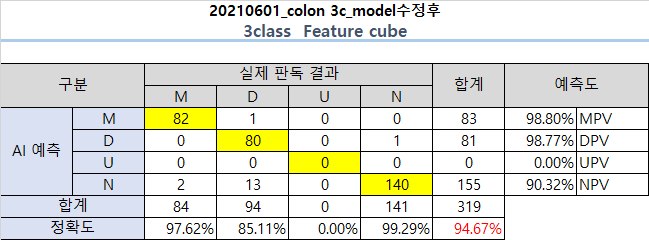 20210601_colon 3c_model수정후
3class Feature cube
구분 실제 판독 결과 합계 예측도
M D U N
AI 예측 M 82 1 0 0 83 98.80% MPV
D 0 80 0 1 81 98.77% DPV
U 0 0 0 0 0 0.00% UPV
N 2 13 0 140 155 90.32% NPV
합계 84 94 0 141 319
정확도 97.62% 85.11% 0.00% 99.29% 94.67%